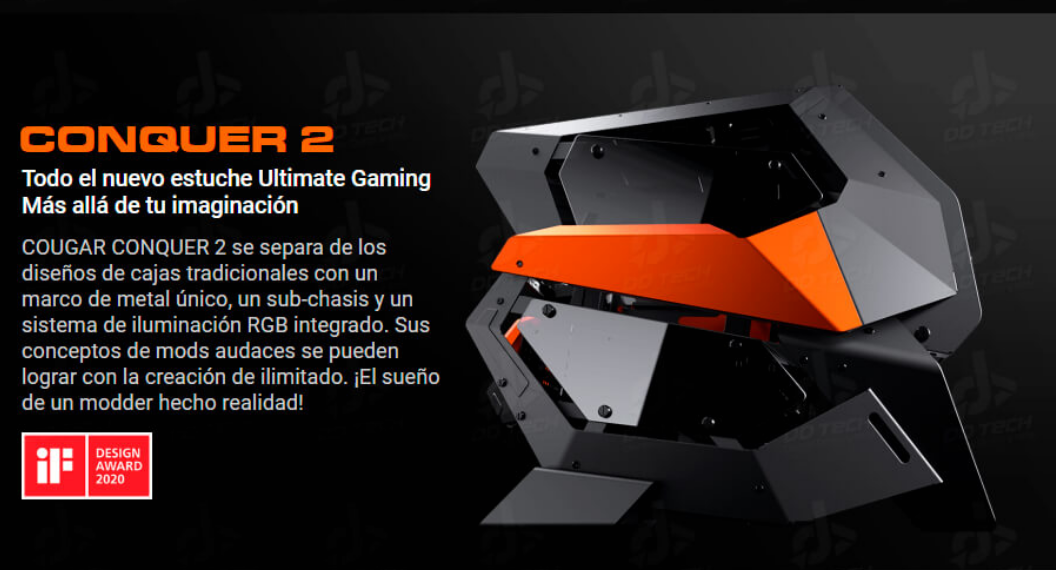 CONQUER 2
Todo el nuevo estuche Ultimate Gaming
Más allá de tu imaginación
COUGAR CONQUER 2 se separa de los
diseños de cajas tradicionales con un
marco de metal único, un sub-chasis y un
sistema de iluminación RGB integrado. Sus
conceptos de mods audaces se pueden
lograr con la creación de ilimitado. ¡El sueño
de un modder hecho realidad!
iF
DESIGN
AWARD
2020
DD TECH